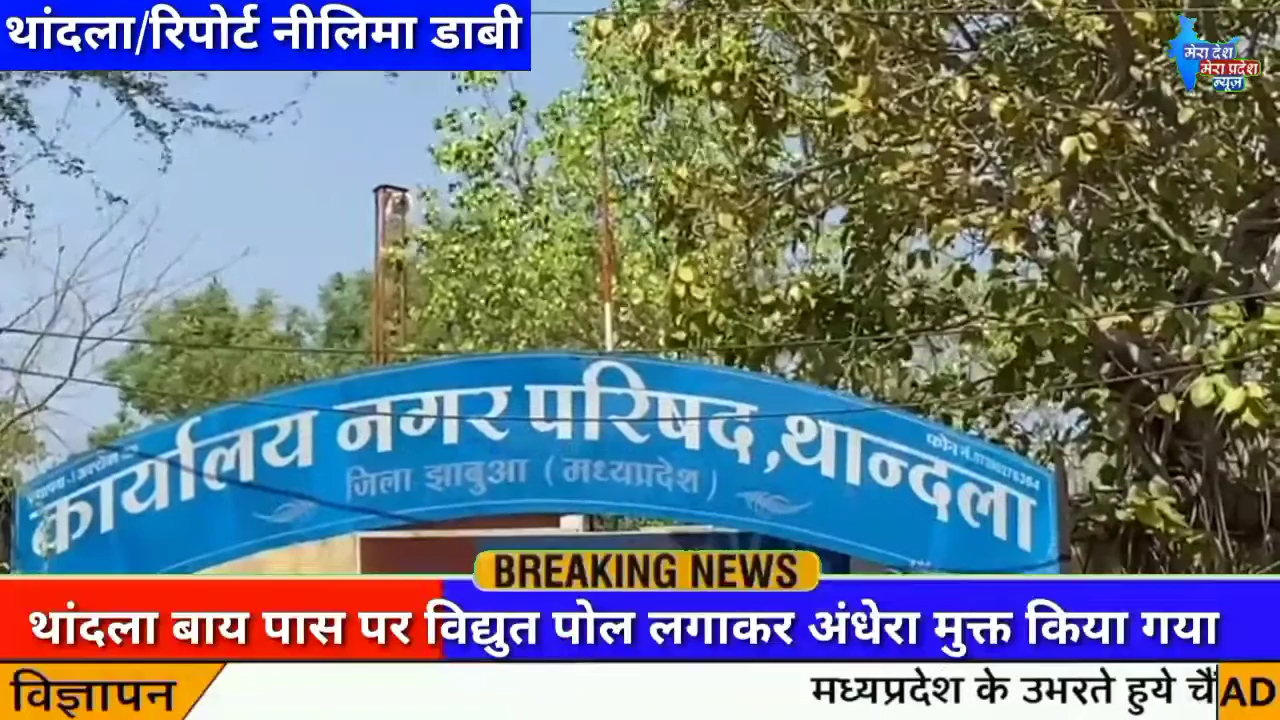 थांदला/रिपोर्ट नीलिमा डाबी
मेरा देश
मेरा प्रदेश
न्यूज़
कार्यालय नगर परिषद,थान्दला
जिला झाबुआ (मध्यप्रदेश)
फोन नं.
BREAKING NEWS
थांदला बाय पास पर विद्युत पोल लगाकर अंधेरा मुक्त किया गया
विज्ञापन
मध्यप्रदेश के उभरते हुये
AD